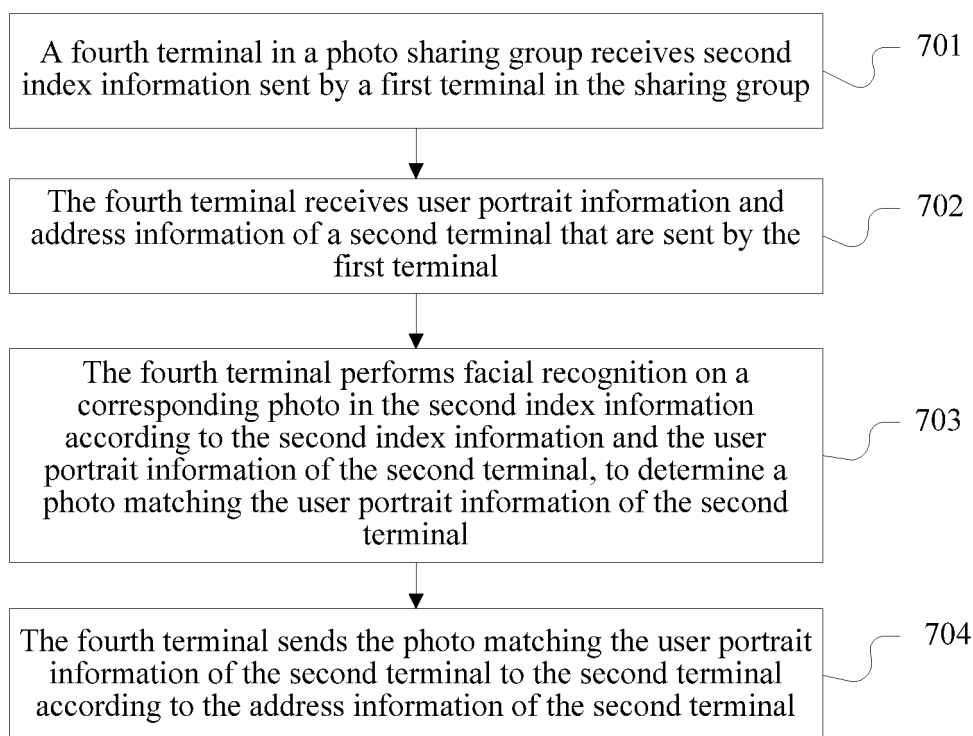 A fourth terminal in a photo sharing group receives second
index information sent by a first terminal in the sharing group
701
The fourth terminal receives user portrait information and
address information of a second terminal that are sent by the
first terminal
702
The fourth terminal performs facial recognition on a
corresponding photo in the second index information
according to the second index information and the user
portrait information of the second terminal, to determine a
photo matching the user portrait information of the second
terminal
703
The fourth terminal sends the photo matching the user portrait
information of the second terminal to the second terminal
according to the address information of the second terminal
704